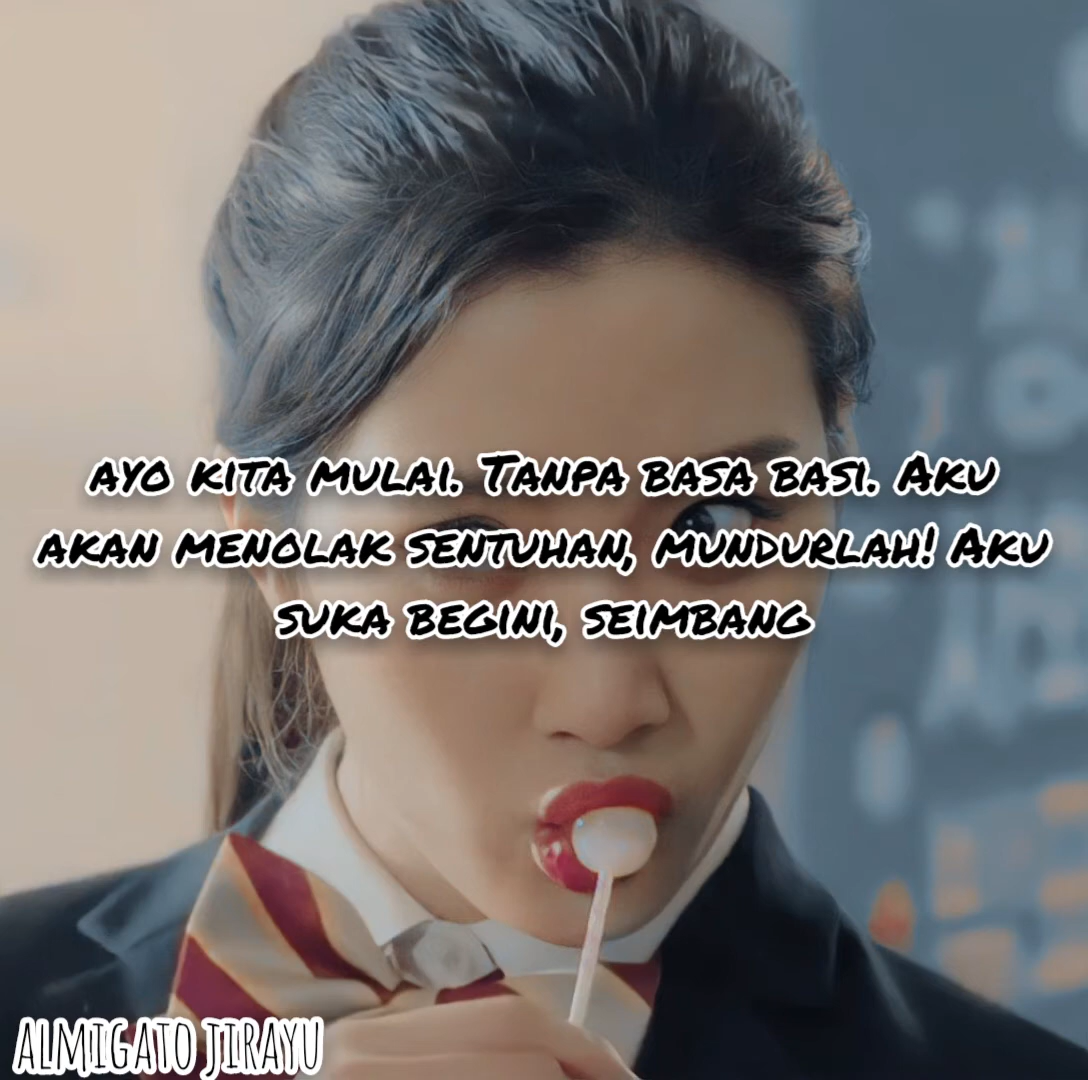 ayo kita mulai. Tanpa basa basi. Aku
akan menolak sentuhan, mundurlah! Aku
suka begini, seimbang
ALMIGATO JIRAYU